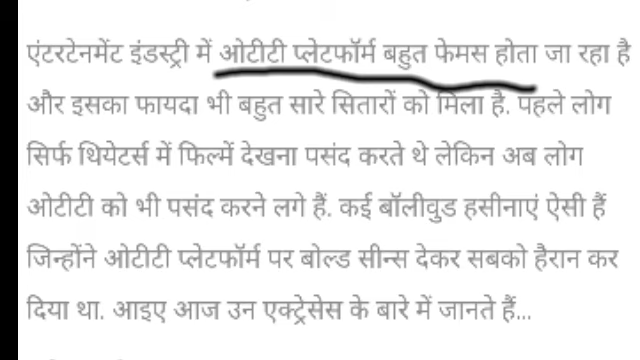 एंटरटेनमेंट इंडस्ट्री में ओटीटी प्लेटफॉर्म बहुत फेमस होता जा रहा है
और इसका फायदा भी बहुत सारे सितारों को मिला है. पहले लोग
सिर्फ थियेटर्स में फिल्में देखना पसंद करते थे लेकिन अब लोग
ओटीटी को भी पसंद करने लगे हैं. कई बॉलीवुड हसीनाएं ऐसी हैं
जिन्होंने ओटीटी प्लेटफॉर्म पर बोल्ड सीन्स देकर सबको हैरान कर
दिया था. आइए आज उन एक्ट्रेसेस के बारे में जानते हैं...